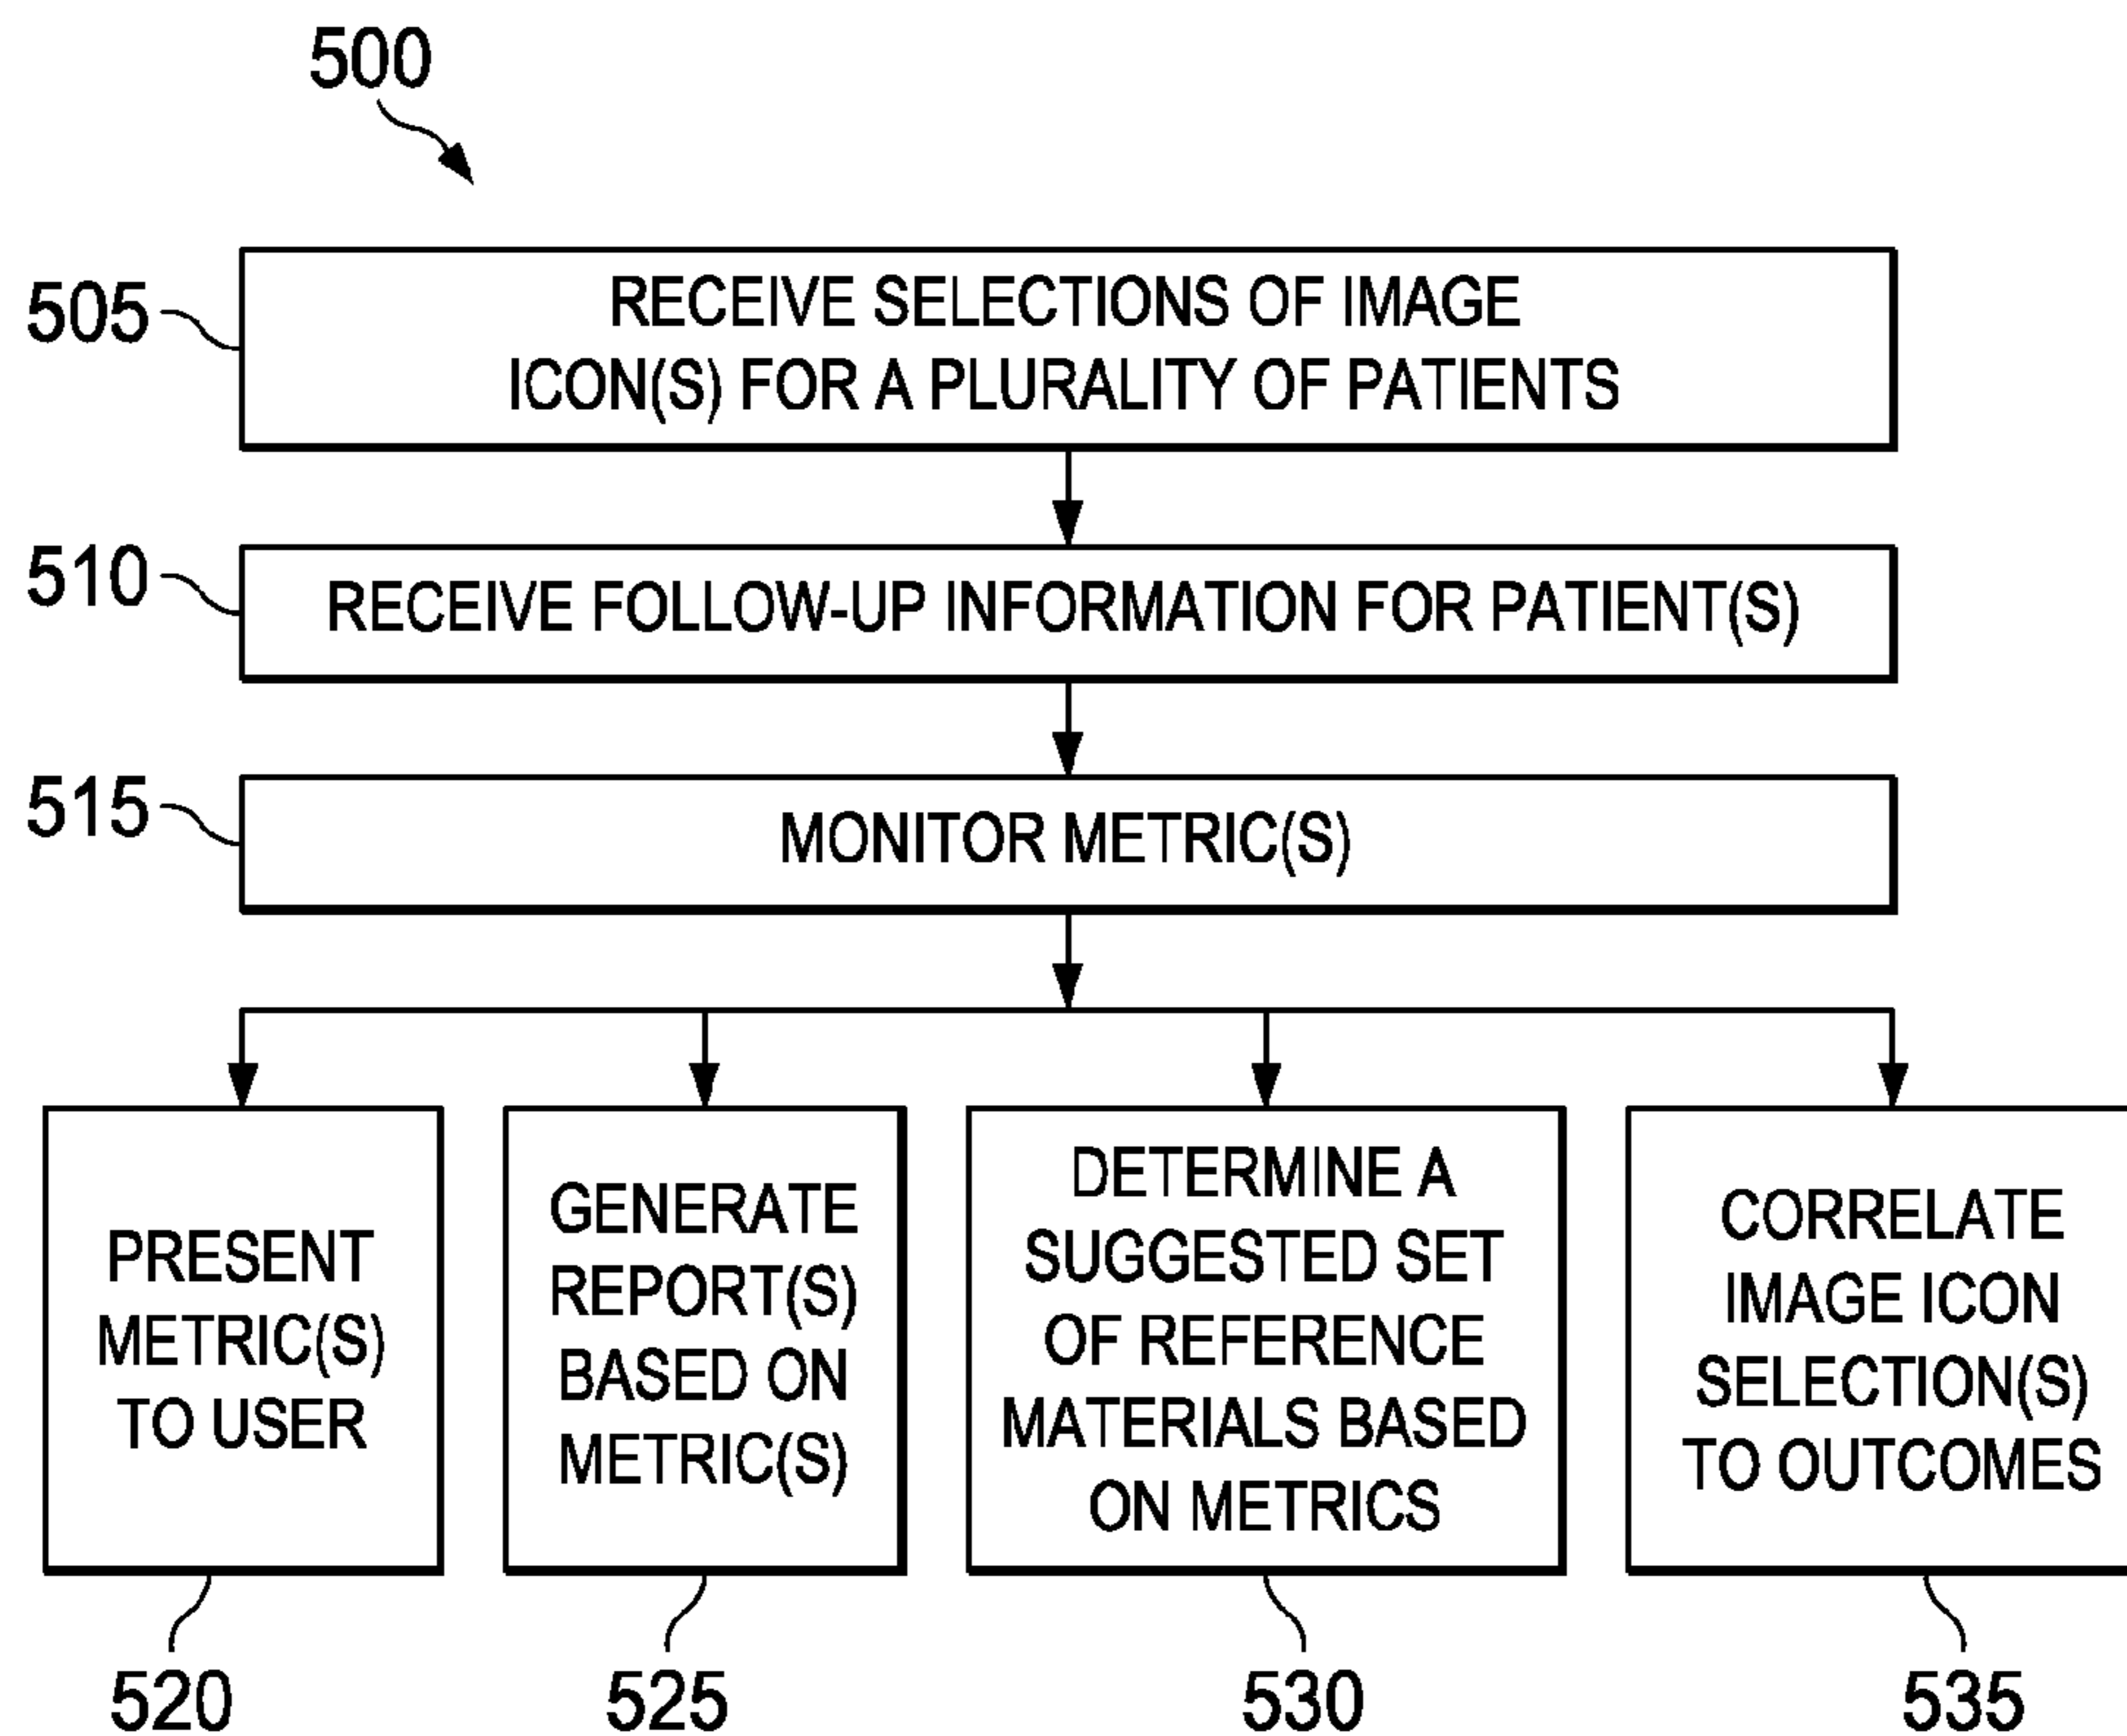 500
505
RECEIVE SELECTIONS OF IMAGE
ICON(S) FOR A PLURALITY OF PATIENTS
510
RECEIVE FOLLOW-UP INFORMATION FOR PATIENT(S)
515
MONITOR METRIC(S)
PRESENT
METRIC(S)
TO USER
GENERATE
REPORT(S)
BASED ON
METRIC(S)
DETERMINE A
SUGGESTED SET
OF REFERENCE
MATERIALS BASED
ON METRICS
CORRELATE
IMAGE ICON
SELECTION(S)
TO OUTCOMES
520
525
530
535